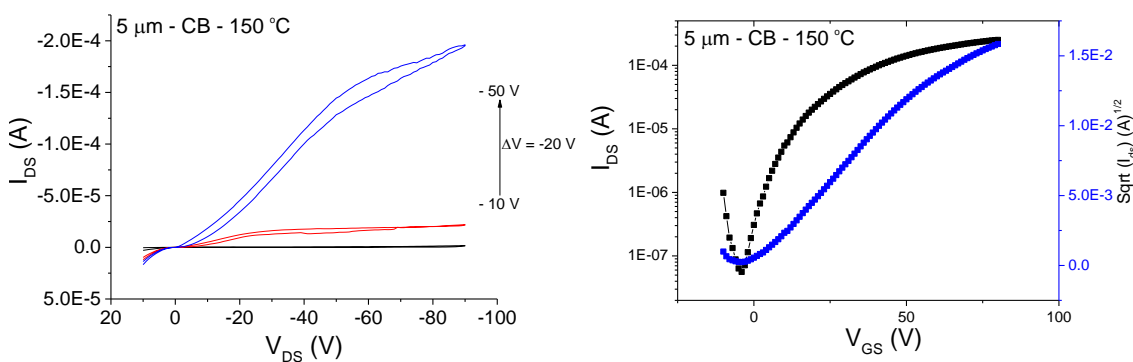 5 μm - CB - 150 °C
-2.0E-4
-1.5E-4
-1.0E-4
-5.0E-5
0.0
5.0E-5
I_DS (A)
20 0 -20 -40 -60 -80 -100
V_DS (V)
- 50 V
ΔV = -20 V
- 10 V
5 μm - CB - 150 °C
1E-04
1E-05
1E-06
1E-07
I_DS (A)
0 50 100
V_GS (V)
1.5E-2
1.0E-2
5.0E-3
0.0
Sqrt (I_ds) (A)^1/2